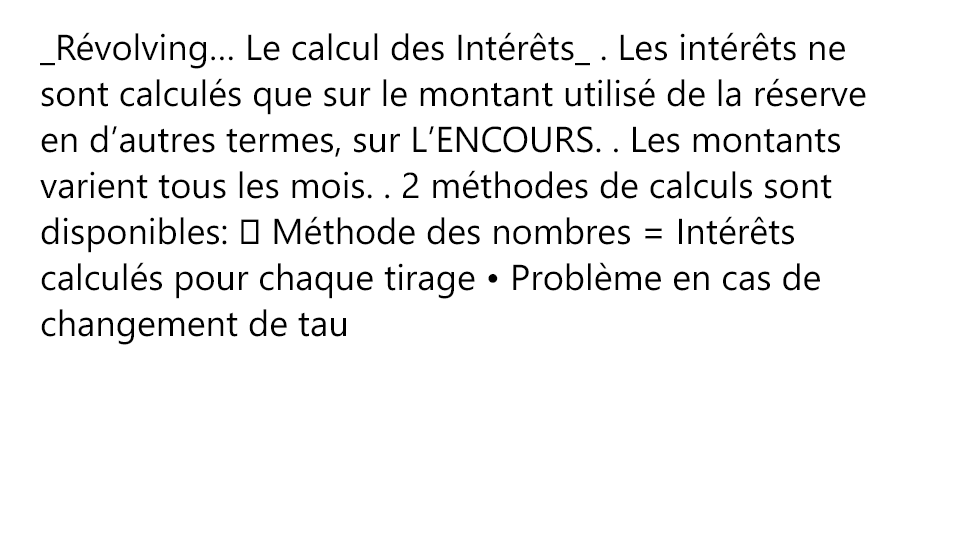 _Révolving... Le calcul des Intérêts_ . Les intérêts ne
sont calculés que sur le montant utilisé de la réserve
en d’autres termes, sur L’ENCOURS. . Les montants
varient tous les mois. . 2 méthodes de calculs sont
disponibles: ▯ Méthode des nombres = Intérêts
calculés pour chaque tirage • Problème en cas de
changement de tau